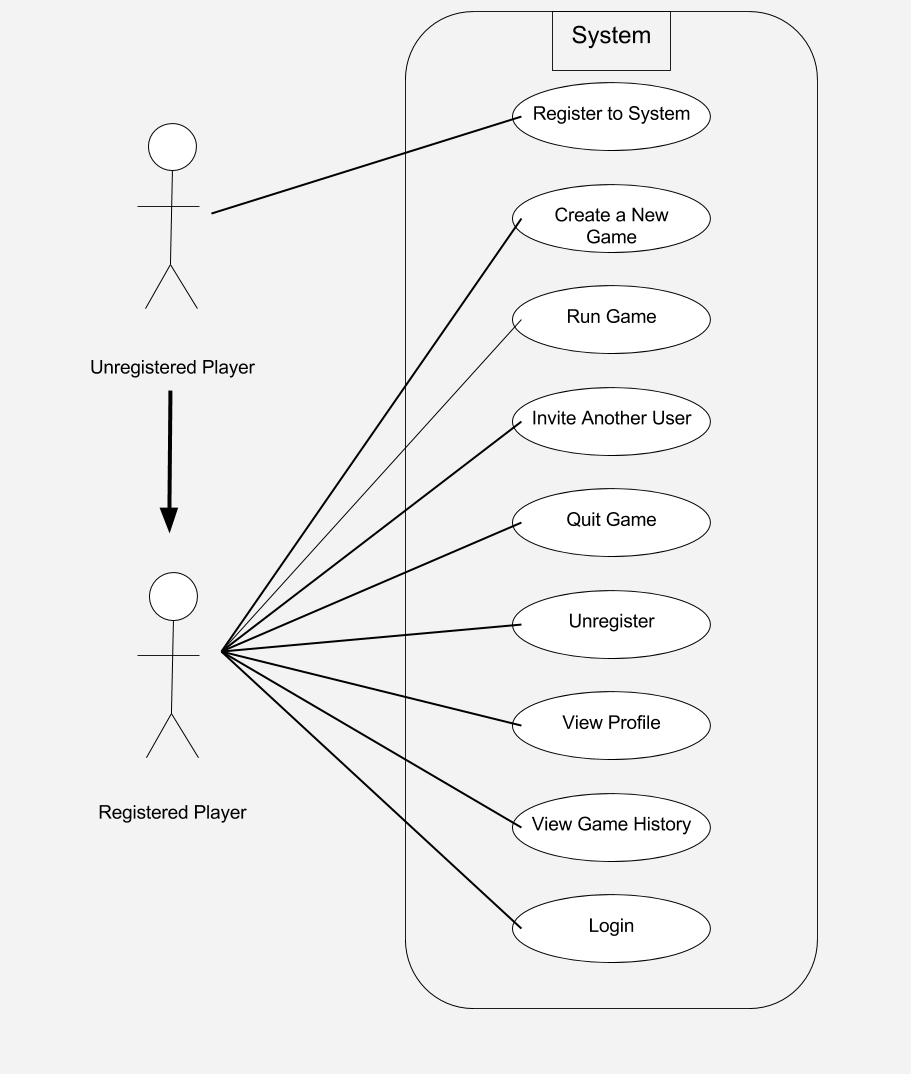 System
Register to System
Create a New
Game
Run Game
Invite Another User
Unregistered Player
Quit Game
Unregister
View Profile
View Game History
Registered Player
Login